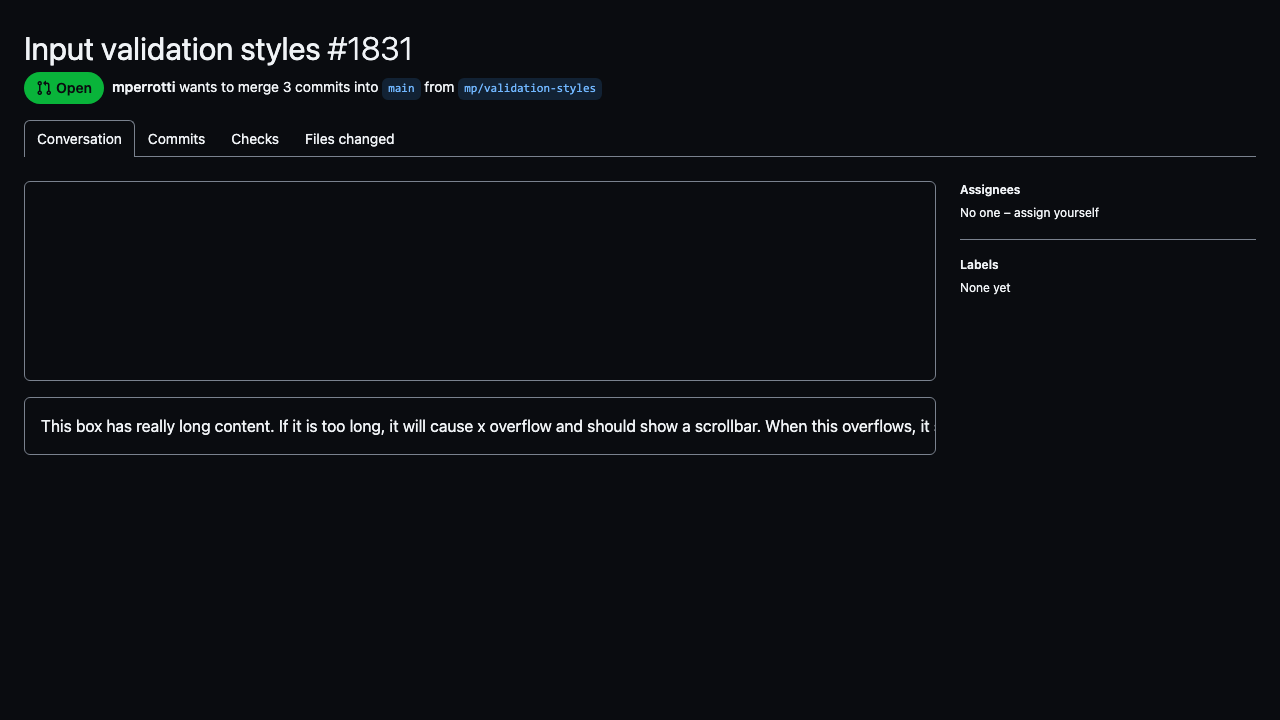 Input validation styles #1831
Open mperrotti wants to merge 3 commits into main from mp/validation-styles
Conversation Commits Checks Files changed
Assignees
No one – assign yourself
Labels
None yet
This box has really long content. If it is too long, it will cause x overflow and should show a scrollbar. When this overflows, it